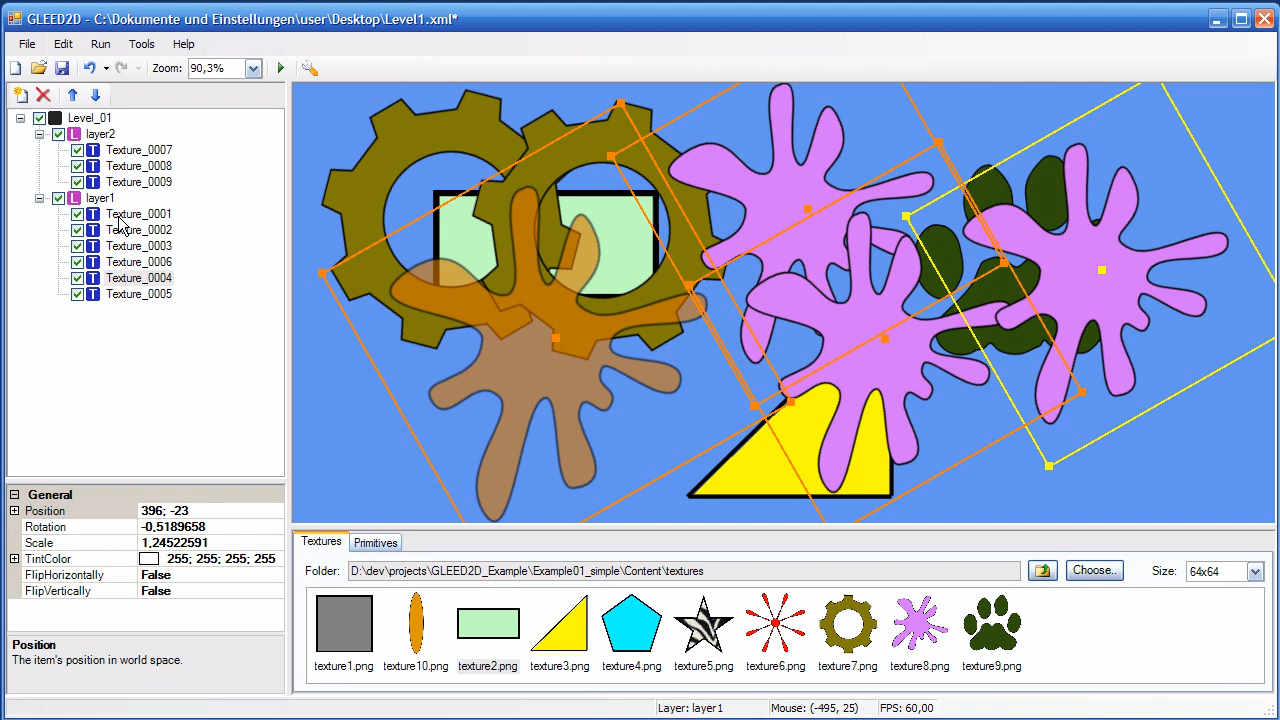 GLEED2D - C:\Dokumente und Einstellungen\user\Desktop\Level1.xml*
File Edit Run Tools Help
Zoom: 90,3%
Level_01
L layer2
T Texture_0007
T Texture_0008
T Texture_0009
L layer1
T Texture_0001
T Texture_0002
T Texture_0003
T Texture_0006
T Texture_0004
T Texture_0005
General
Position 396; -23
Rotation -0,5189658
Scale 1,24522591
TintColor 255; 255; 255; 255
FlipHorizontally False
FlipVertically False
Position
The item's position in world space.
Textures Primitives
Folder: D:\dev\projects\GLEED2D_Example\Example01_simple\Content\textures Choose.. Size: 64x64
texture1.png texture10.png texture2.png texture3.png texture4.png texture5.png texture6.png texture7.png texture8.png texture9.png
Layer: layer1 Mouse: (-495, 25) FPS: 60,00